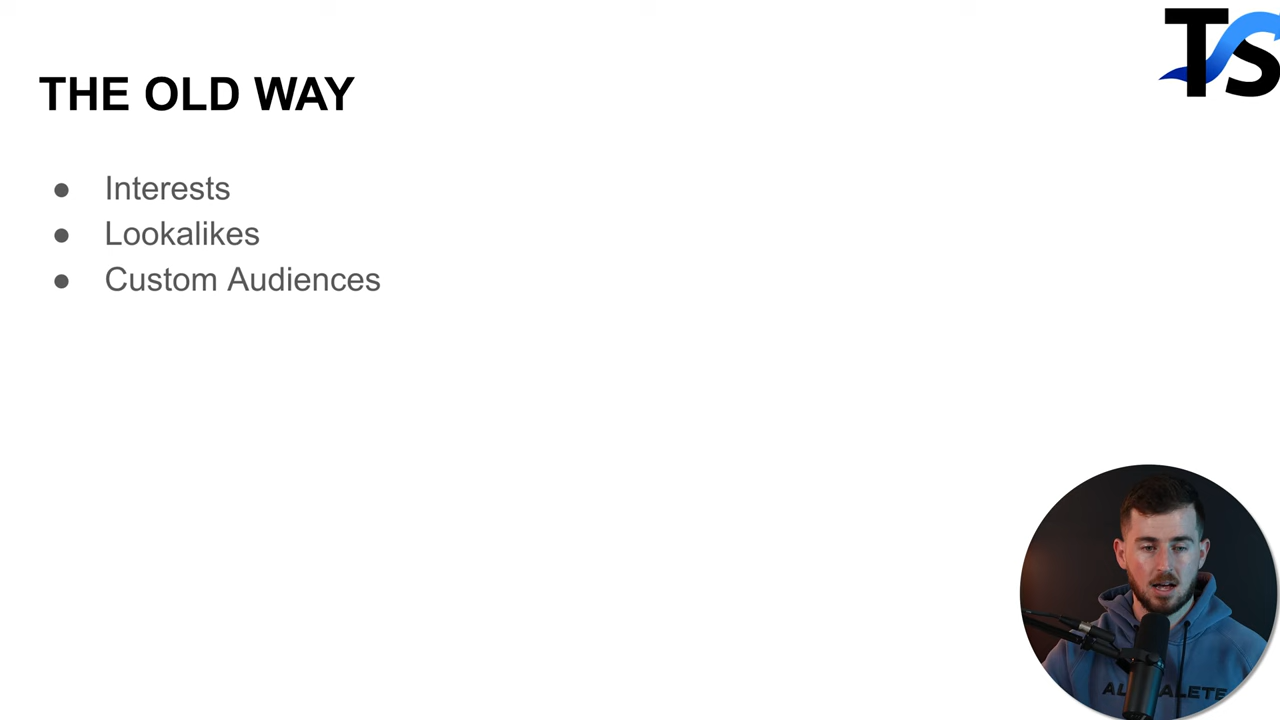 TS
THE OLD WAY
● Interests
● Lookalikes
● Custom Audiences